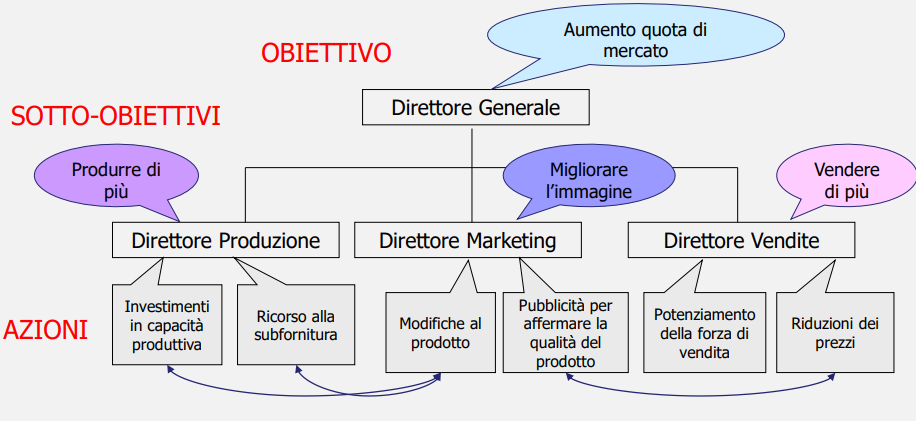 OBIETTIVO
Aumento quota di
mercato
Direttore Generale
SOTTO-OBIETTIVI
Produrre di
più
Migliorare
l'immagine
Vendere
di più
Direttore Produzione
Direttore Marketing
Direttore Vendite
AZIONI
Investimenti
in capacità
produttiva
Ricorso alla
subfornitura
Modifiche al
prodotto
Pubblicità per
affermare la
qualità del
prodotto
Potenziamento
della forza di
vendita
Riduzioni dei
prezzi